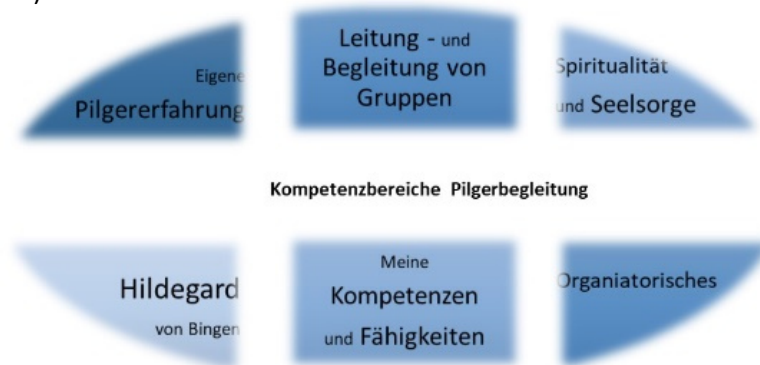 Eigene
Pilgererfahrung
Leitung - und
Begleitung von
Gruppen
Spiritualität
und Seelsorge
Kompetenzbereiche Pilgerbegleitung
Hildegard
von Bingen
Meine
Kompetenzen
und Fähigkeiten
Organiatorisches